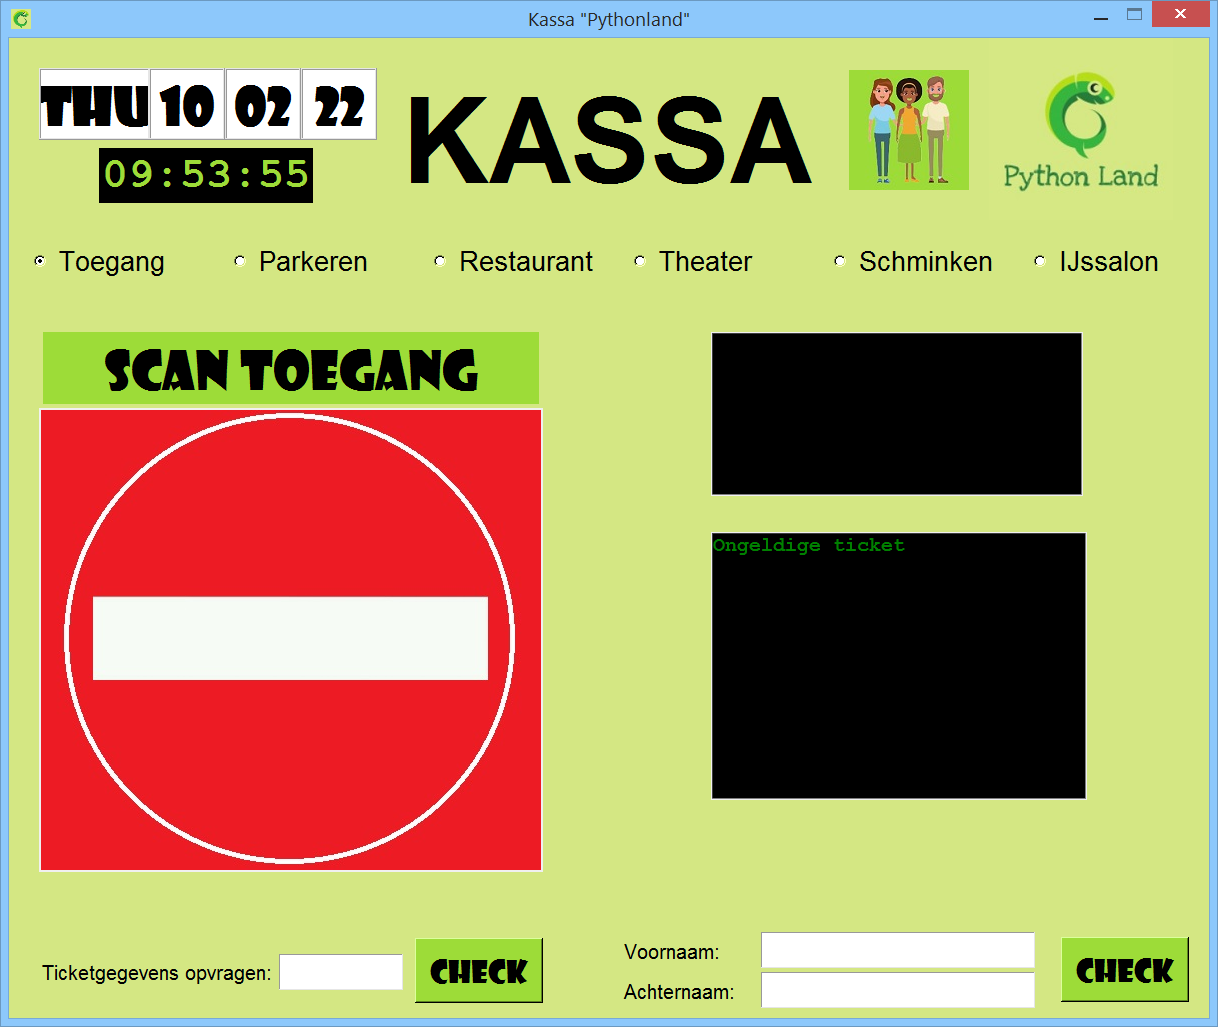 Kassa "Pythonland"
THU 10 02 22
09:53:55
KASSA
Python Land
Toegang Parkeren Restaurant Theater Schminken IJssalon
SCAN TOEGANG
Ongeldige ticket
Ticketgegevens opvragen: CHECK
Voornaam:
Achternaam:
CHECK